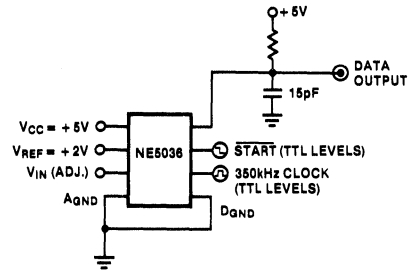 +5V
DATA
OUTPUT
15pF
VCC = +5V
VREF = +2V
NE5036
START (TTL LEVELS)
VIN (ADJ.)
350kHz CLOCK
(TTL LEVELS)
AGND
DGND